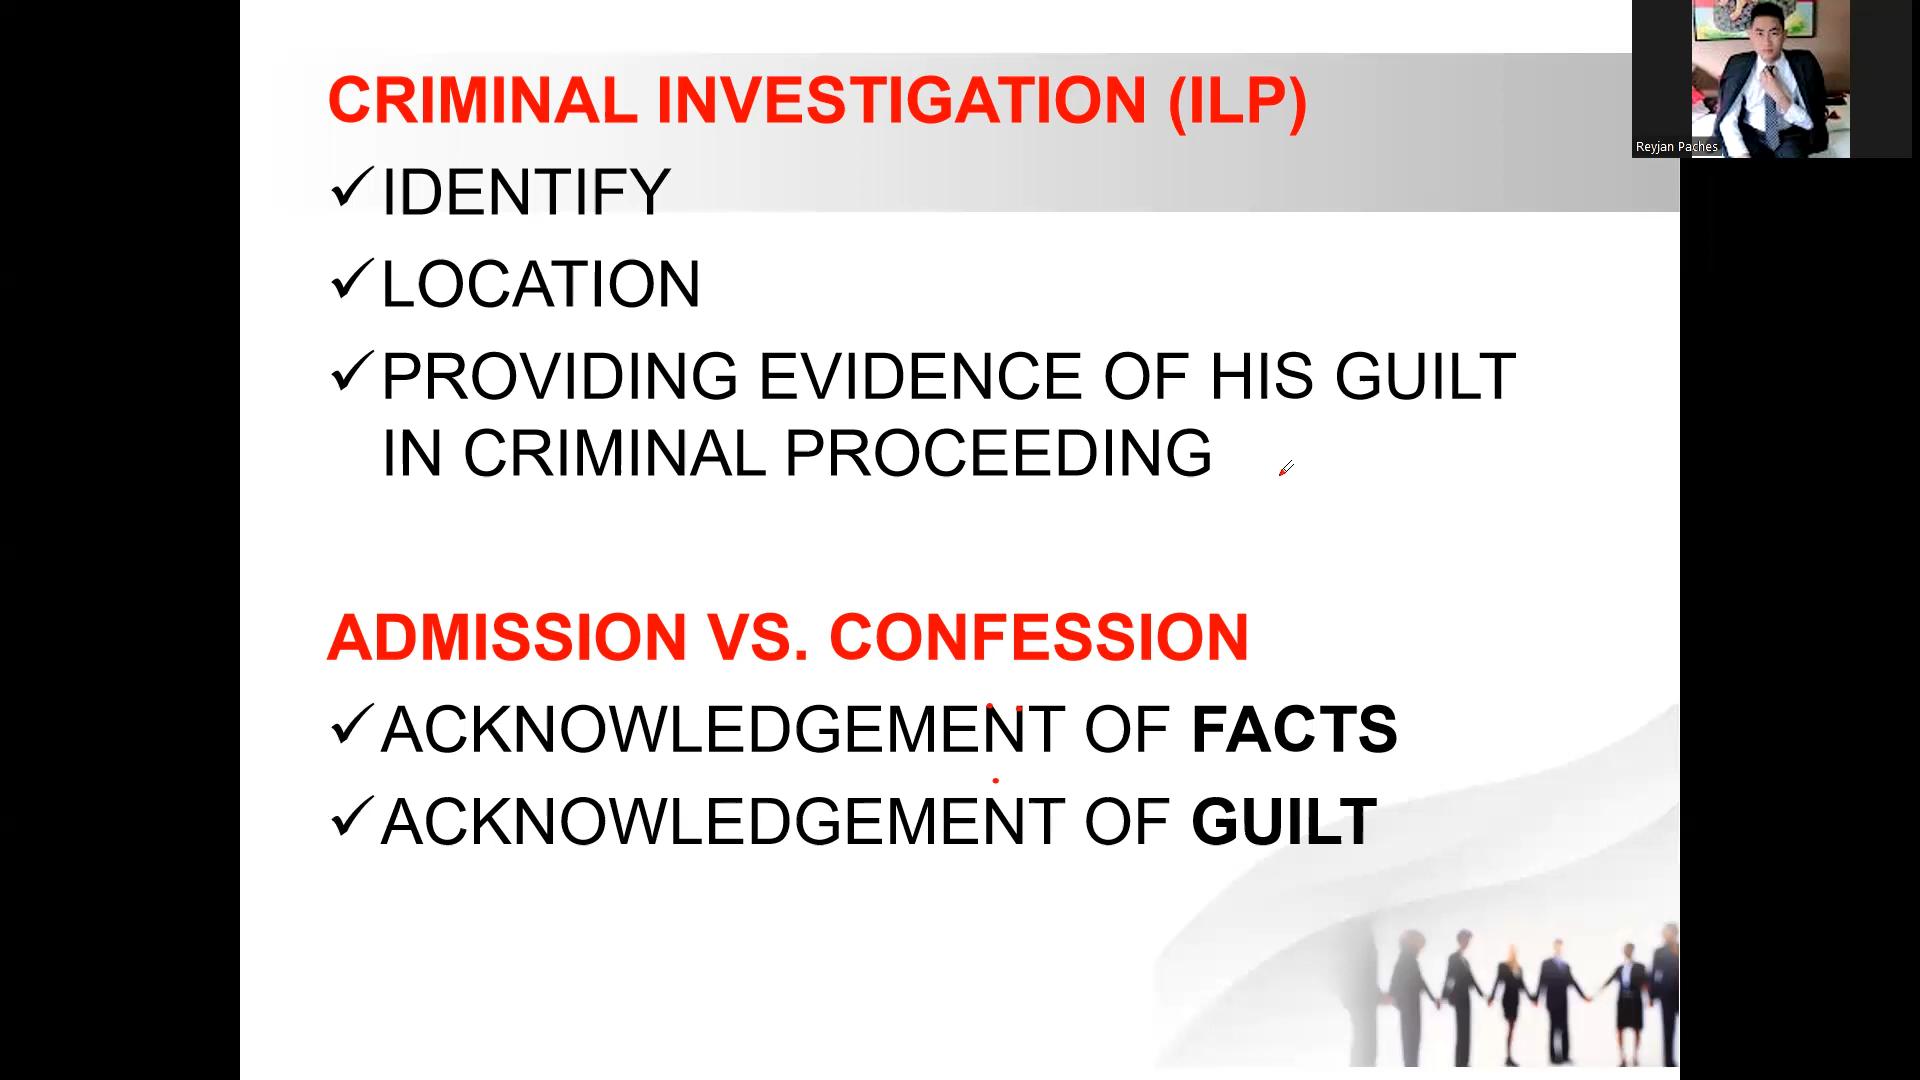 CRIMINAL INVESTIGATION (ILP)
✓IDENTIFY
✓LOCATION
✓PROVIDING EVIDENCE OF HIS GUILT
IN CRIMINAL PROCEEDING
ADMISSION VS. CONFESSION
✓ACKNOWLEDGEMENT OF FACTS
✓ACKNOWLEDGEMENT OF GUILT
Reyjan Paches